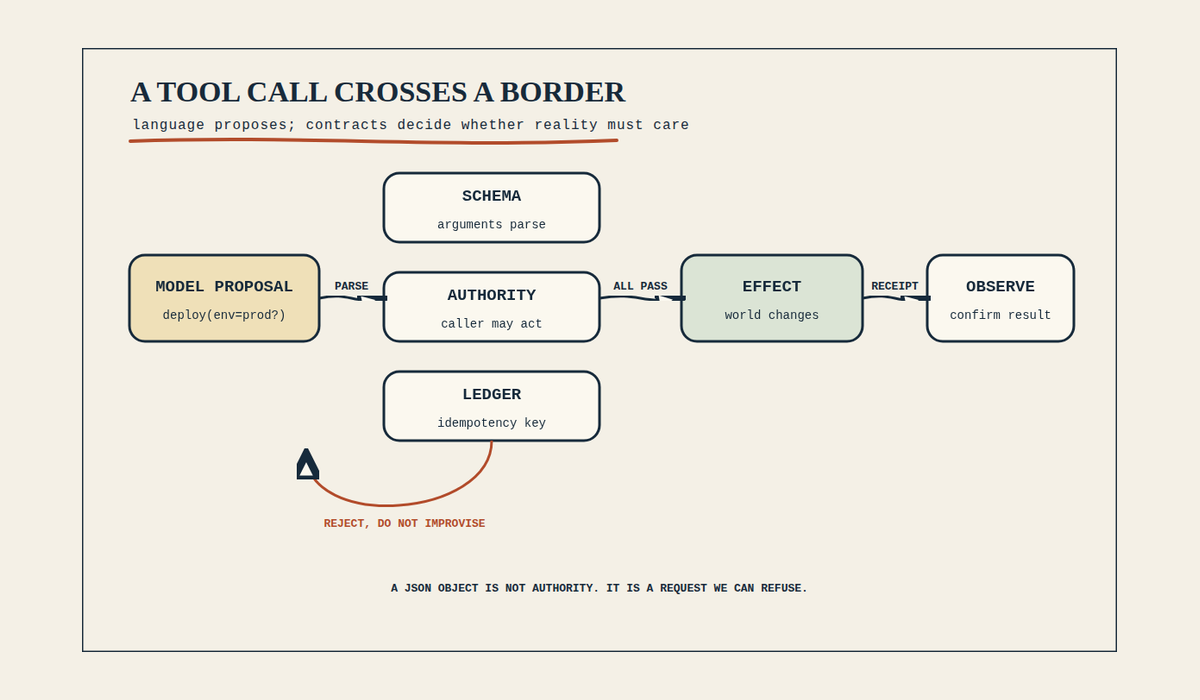 A TOOL CALL CROSSES A BORDER
language proposes; contracts decide whether reality must care
SCHEMA
arguments parse
MODEL PROPOSAL
deploy(env=prod?)
PARSE
AUTHORITY
caller may act
ALL PASS
EFFECT
world changes
RECEIPT
OBSERVE
confirm result
LEDGER
idempotency key
REJECT, DO NOT IMPROVISE
A JSON OBJECT IS NOT AUTHORITY. IT IS A REQUEST WE CAN REFUSE.